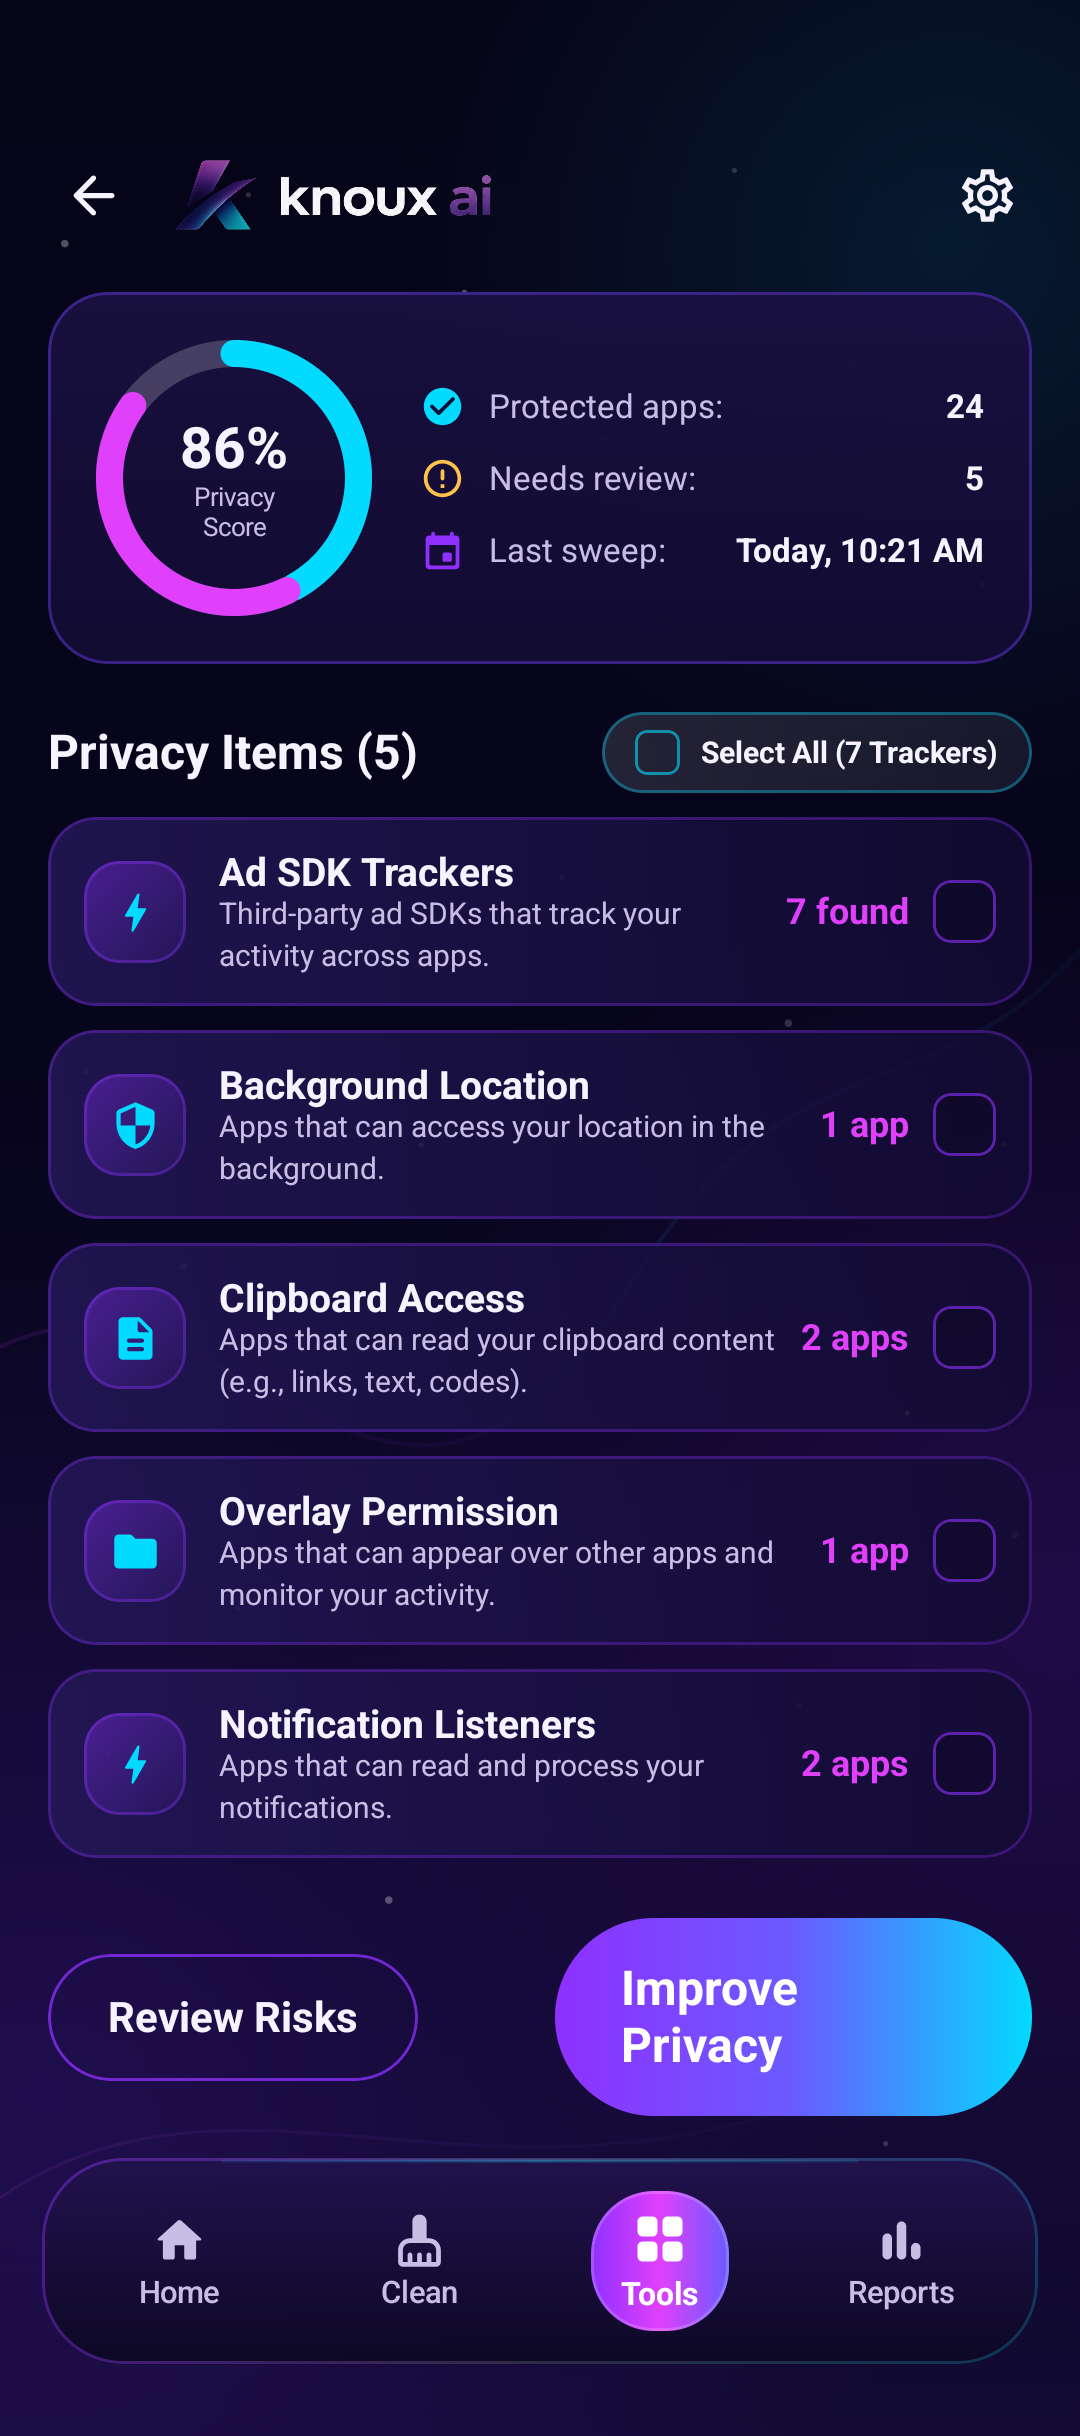 knoux ai
86%
Privacy
Score
Protected apps: 24
Needs review: 5
Last sweep: Today, 10:21 AM
Privacy Items (5)
Select All (7 Trackers)
Ad SDK Trackers
Third-party ad SDKs that track your
activity across apps.
7 found
Background Location
Apps that can access your location in the
background.
1 app
Clipboard Access
Apps that can read your clipboard content
(e.g., links, text, codes).
2 apps
Overlay Permission
Apps that can appear over other apps and
monitor your activity.
1 app
Notification Listeners
Apps that can read and process your
notifications.
2 apps
Review Risks
Improve
Privacy
Home
Clean
Tools
Reports